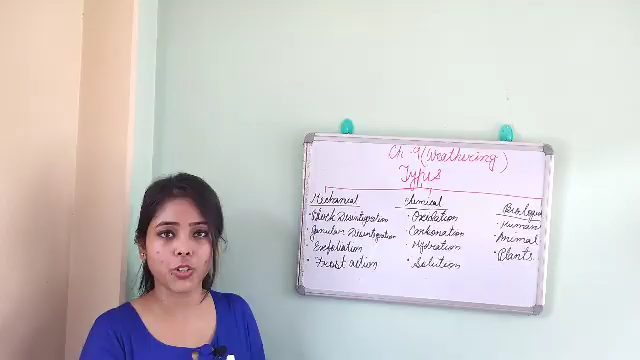 Ch-9 (Weathering)
Types
Mechanical
· Block Disintegration
· Granular Disintegration
· Exfoliation
· Frost action
chemical
· Oxidation
· Carbonation
· Hydration
· Solution
· Human
· Animal
· Plants